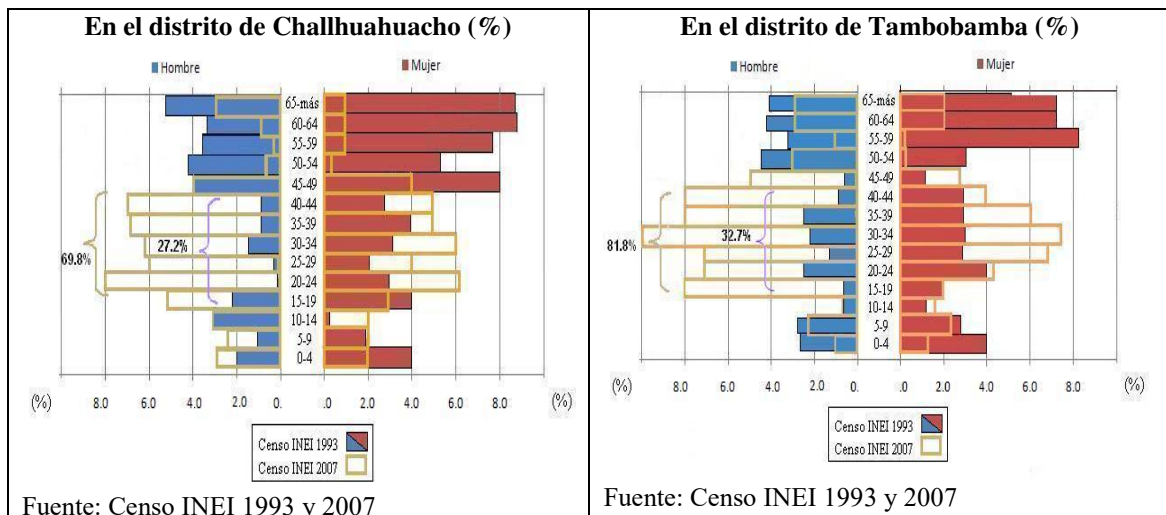 En el distrito de Challhuahuacho (%)
Hombre Mujer
65-más
60-64
55-59
50-54
45-49
40-44
35-39
30-34
25-29
20-24
15-19
10-14
5-9
0-4
69.8%
27.2%
(%) 8.0 6.0 4.0 2.0 0. .0 2.0 4.0 6.0 8.0 (%)
Censo INEI 1993
Censo INEI 2007
Fuente: Censo INEI 1993 y 2007
En el distrito de Tambobamba (%)
Hombre Mujer
65-más
60-64
55-59
50-54
45-49
40-44
35-39
30-34
25-29
20-24
15-19
10-14
5-9
0-4
81.8%
32.7%
(%) 8.0 6.0 4.0 2.0 0. .0 2.0 4.0 6.0 8.0 (%)
Censo INEI 1993
Censo INEI 2007
Fuente: Censo INEI 1993 y 2007